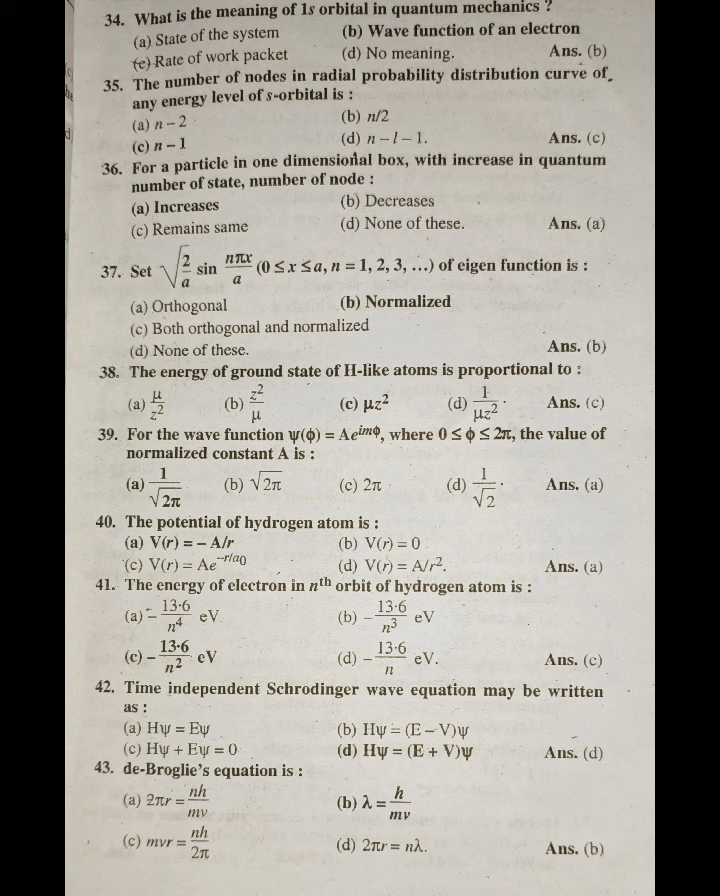 34. What is the meaning of 1s orbital in quantum mechanics ?
(a) State of the system (b) Wave function of an electron
(c) Rate of work packet (d) No meaning. Ans. (b)
35. The number of nodes in radial probability distribution curve of
any energy level of s-orbital is :
(a) n – 2 (b) n/2
(c) n – 1 (d) n – l – 1. Ans. (c)
36. For a particle in one dimensional box, with increase in quantum
number of state, number of node :
(a) Increases (b) Decreases
(c) Remains same (d) None of these. Ans. (a)
37. Set √(2/a) sin nπx/a (0 ≤ x ≤ a, n = 1, 2, 3, ...) of eigen function is :
(a) Orthogonal (b) Normalized
(c) Both orthogonal and normalized
(d) None of these. Ans. (b)
38. The energy of ground state of H-like atoms is proportional to :
(a) μ/z² (b) z²/μ (c) μz² (d) 1/μz². Ans. (c)
39. For the wave function ψ(ϕ) = Ae^imϕ, where 0 ≤ ϕ ≤ 2π, the value of
normalized constant A is :
(a) 1/√2π (b) √2π (c) 2π (d) 1/√2. Ans. (a)
40. The potential of hydrogen atom is :
(a) V(r) = – A/r (b) V(r) = 0
(c) V(r) = Ae^–r/a0 (d) V(r) = A/r². Ans. (a)
41. The energy of electron in nth orbit of hydrogen atom is :
(a) – 13·6/n⁴ eV (b) – 13·6/n³ eV
(c) – 13·6/n² eV (d) – 13·6/n eV. Ans. (c)
42. Time independent Schrodinger wave equation may be written
as :
(a) Hψ = Eψ (b) Hψ = (E – V)ψ
(c) Hψ + Eψ = 0 (d) Hψ = (E + V)ψ Ans. (d)
43. de-Broglie's equation is :
(a) 2πr = nh/mv (b) λ = h/mv
(c) mvr = nh/2π (d) 2πr = nλ. Ans. (b)